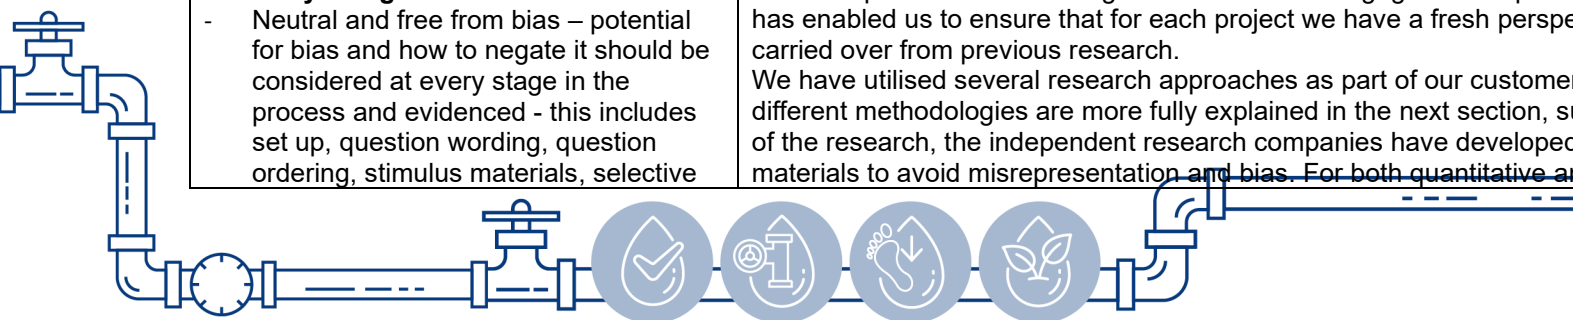 - Neutral and free from bias – potential
for bias and how to negate it should be
considered at every stage in the
process and evidenced - this includes
set up, question wording, question
ordering, stimulus materials, selective
has enabled us to ensure that for each project we have a fresh
carried over from previous research.
We have utilised several research approaches as part of our
different methodologies are more fully explained in the next section,
of the research, the independent research companies have developed
materials to avoid misrepresentation and bias. For both quantitative